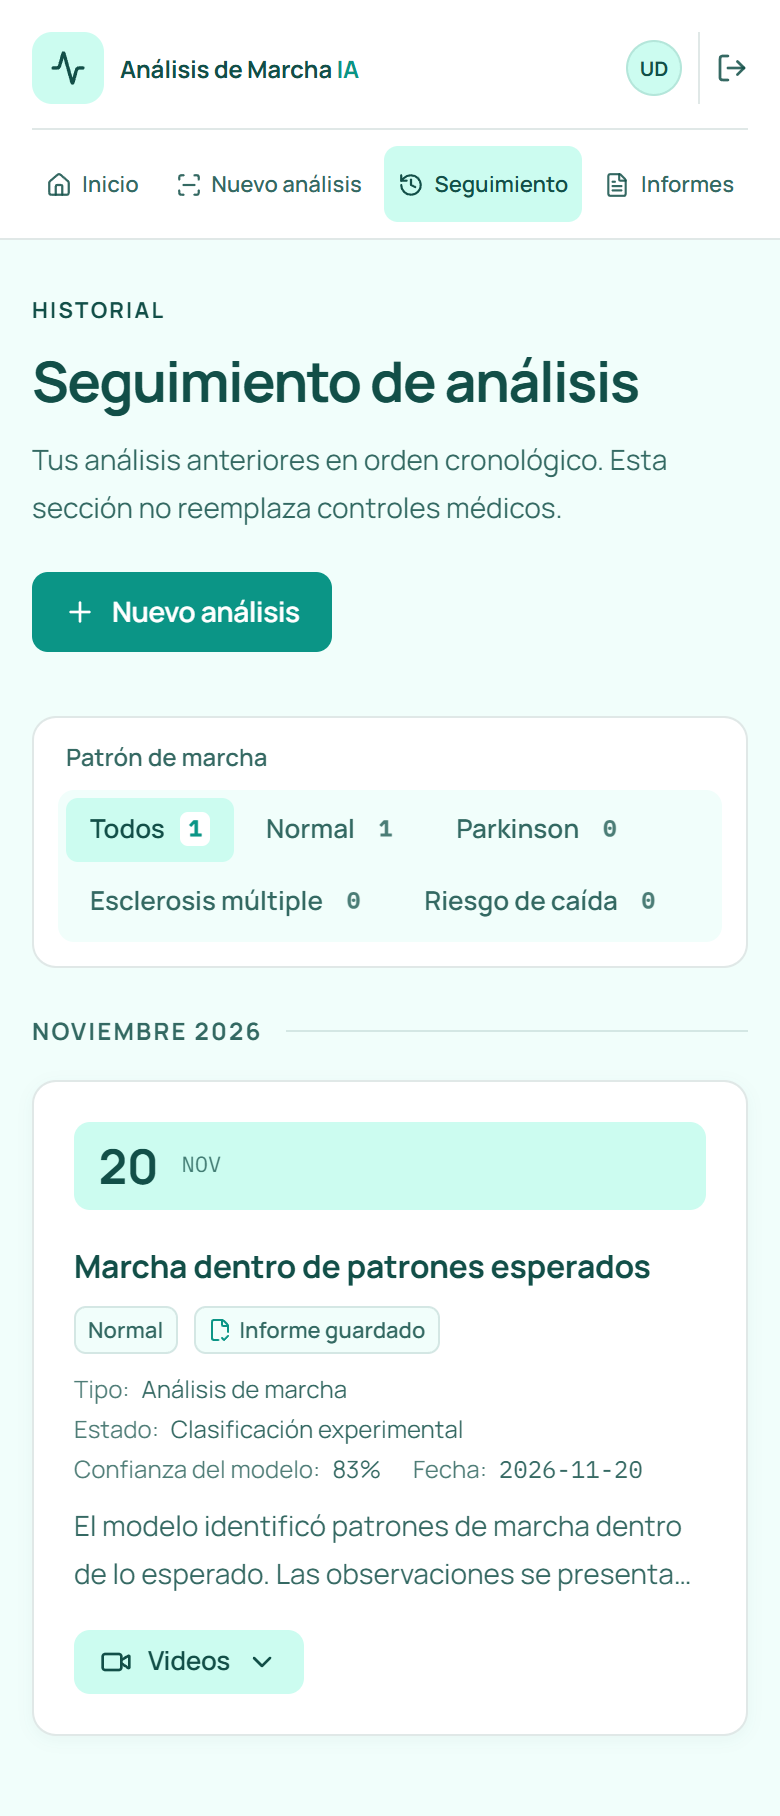 Análisis de Marcha IA
UD
Inicio
Nuevo análisis
Seguimiento
Informes
HISTORIAL
Seguimiento de análisis
Tus análisis anteriores en orden cronológico. Esta
sección no reemplaza controles médicos.
Nuevo análisis
Patrón de marcha
Todos 1
Normal 1
Parkinson 0
Esclerosis múltiple 0
Riesgo de caída 0
NOVIEMBRE 2026
20 NOV
Marcha dentro de patrones esperados
Normal
Informe guardado
Tipo: Análisis de marcha
Estado: Clasificación experimental
Confianza del modelo: 83% Fecha: 2026-11-20
El modelo identificó patrones de marcha dentro
de lo esperado. Las observaciones se presenta...
Videos